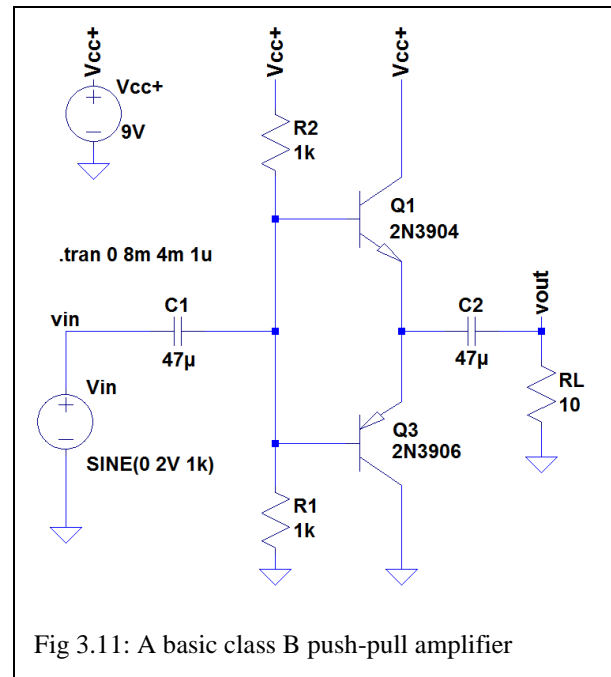 Vcc+
Vcc+
Vcc+
Vcc+
9V
R2
1k
Q1
2N3904
.tran 0 8m 4m 1u
vin
C1
47µ
C2
47µ
vout
Vin
SINE(0 2V 1k)
RL
10
Q3
2N3906
R1
1k
Fig 3.11: A basic class B push-pull amplifier